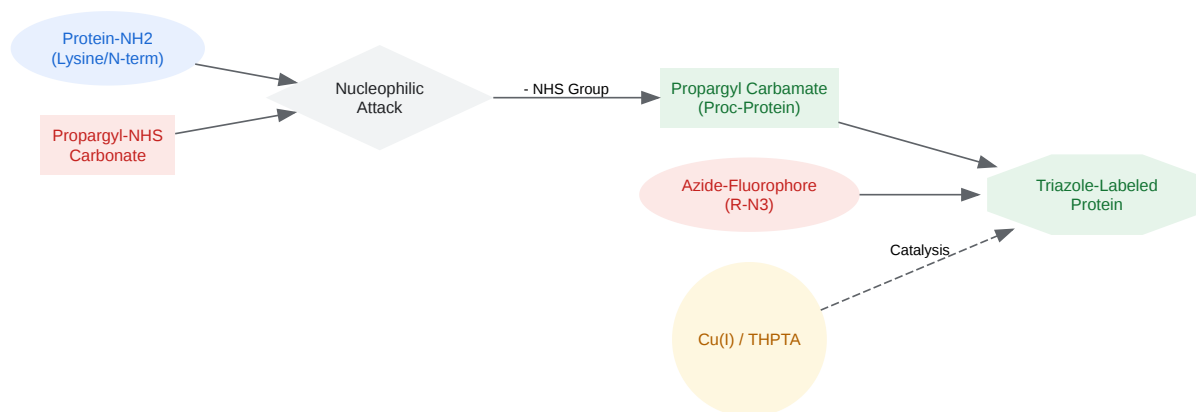 Protein-NH2
(Lysine/N-term)
Propargyl-NHS
Carbonate
Nucleophilic
Attack
- NHS Group
Propargyl Carbamate
(Proc-Protein)
Azide-Fluorophore
(R-N3)
Catalysis
Cu(I) / THPTA
Triazole-Labeled
Protein